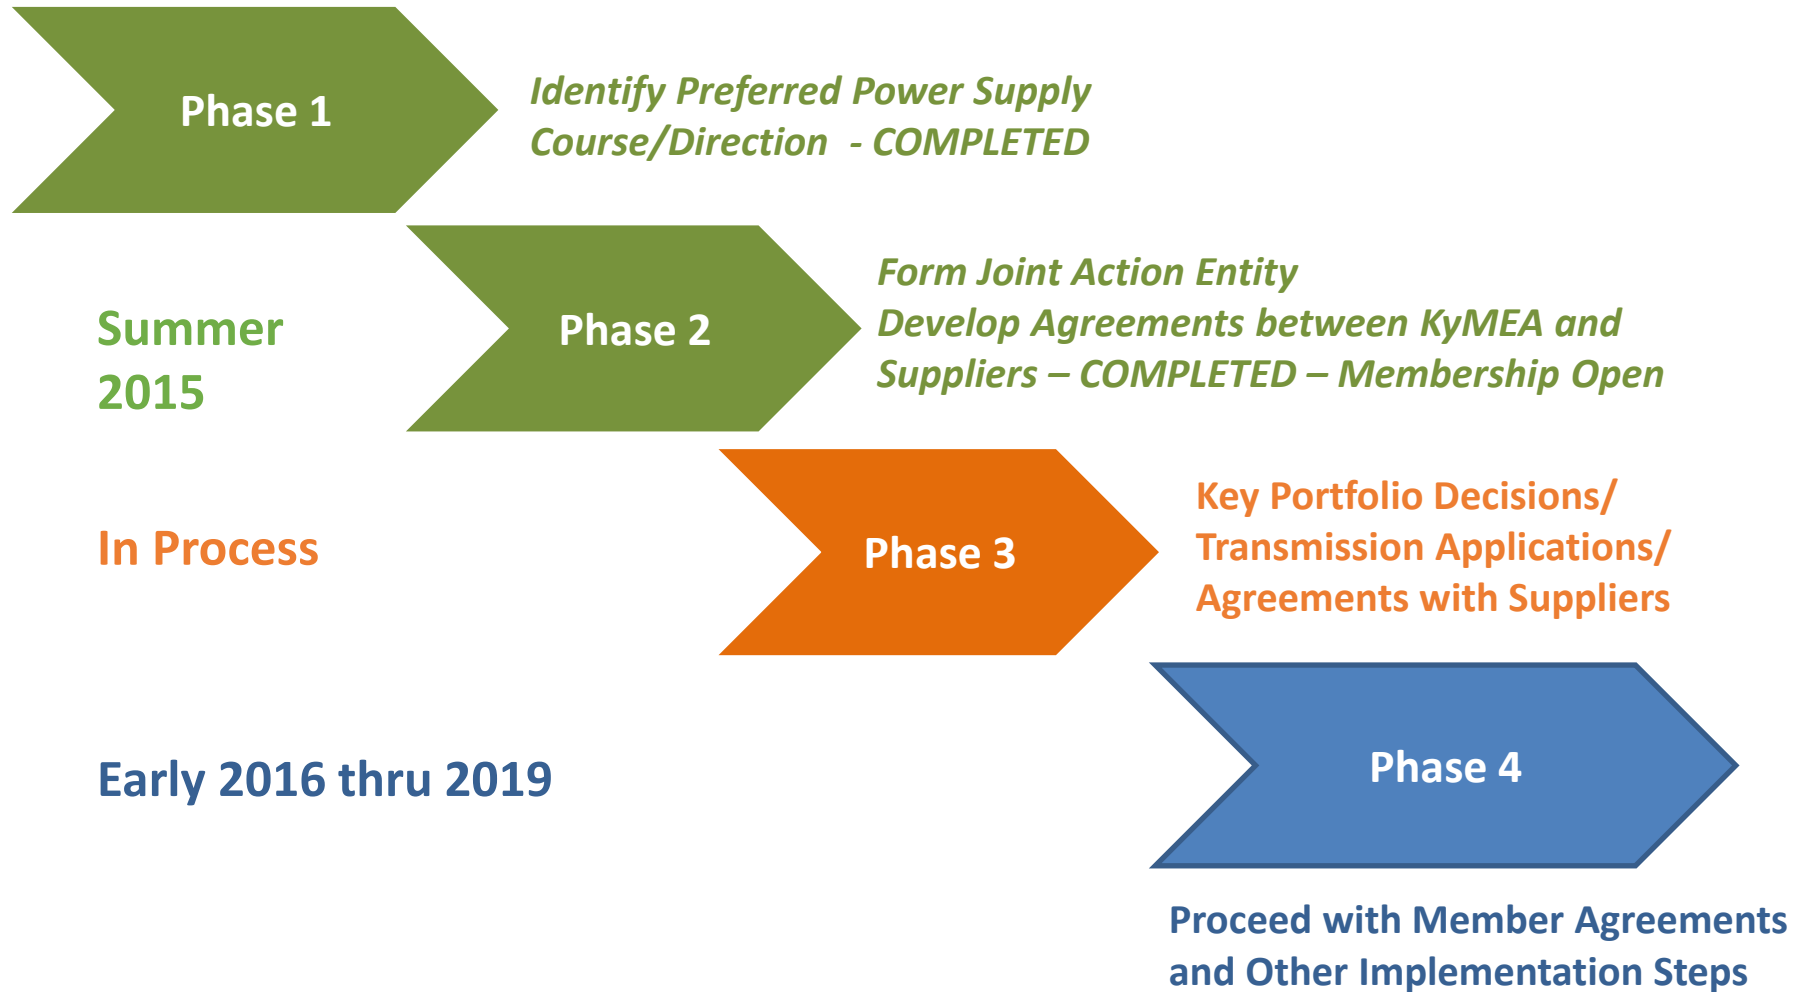 Phase 1
Identify Preferred Power Supply
Course/Direction - COMPLETED
Summer
2015
Phase 2
Form Joint Action Entity
Develop Agreements between KyMEA and
Suppliers – COMPLETED – Membership Open
In Process
Phase 3
Key Portfolio Decisions/
Transmission Applications/
Agreements with Suppliers
Early 2016 thru 2019
Phase 4
Proceed with Member Agreements
and Other Implementation Steps